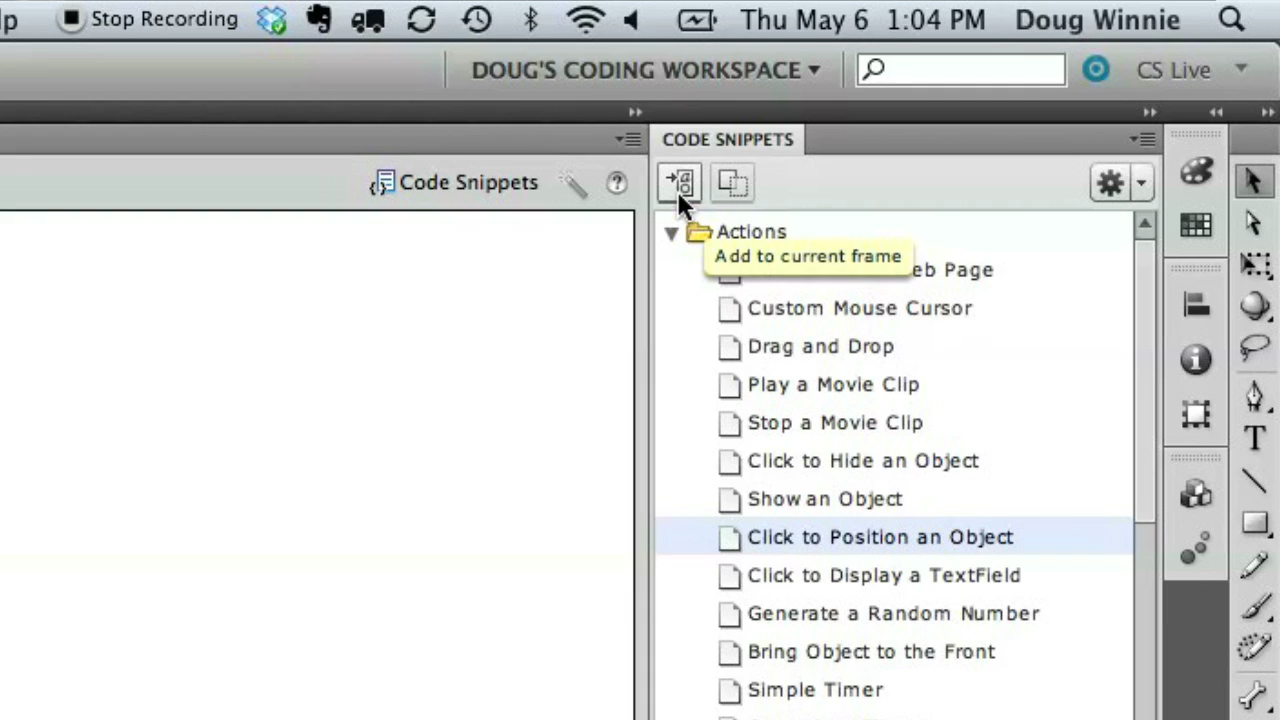 p Stop Recording Thu May 6 1:04 PM Doug Winnie
DOUG'S CODING WORKSPACE CS Live
CODE SNIPPETS
Code Snippets ?
Actions
Add to current frame
eb Page
Custom Mouse Cursor
Drag and Drop
Play a Movie Clip
Stop a Movie Clip
Click to Hide an Object
Show an Object
Click to Position an Object
Click to Display a TextField
Generate a Random Number
Bring Object to the Front
Simple Timer